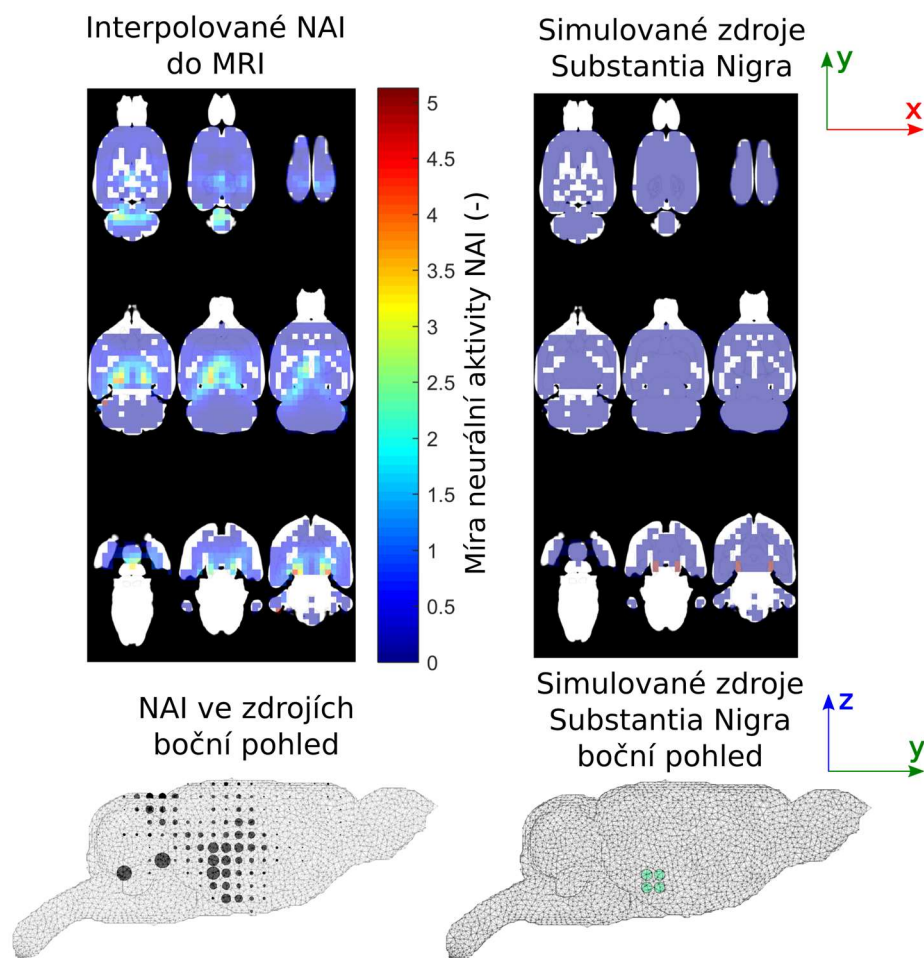 Interpolované NAI
do MRI
Simulované zdroje
Substantia Nigra
y
x
5
4.5
4
3.5
3
2.5
2
1.5
1
0.5
0
Míra neurální aktivity NAI (-)
NAI ve zdrojích
boční pohled
Simulované zdroje
Substantia Nigra
boční pohled
z
y